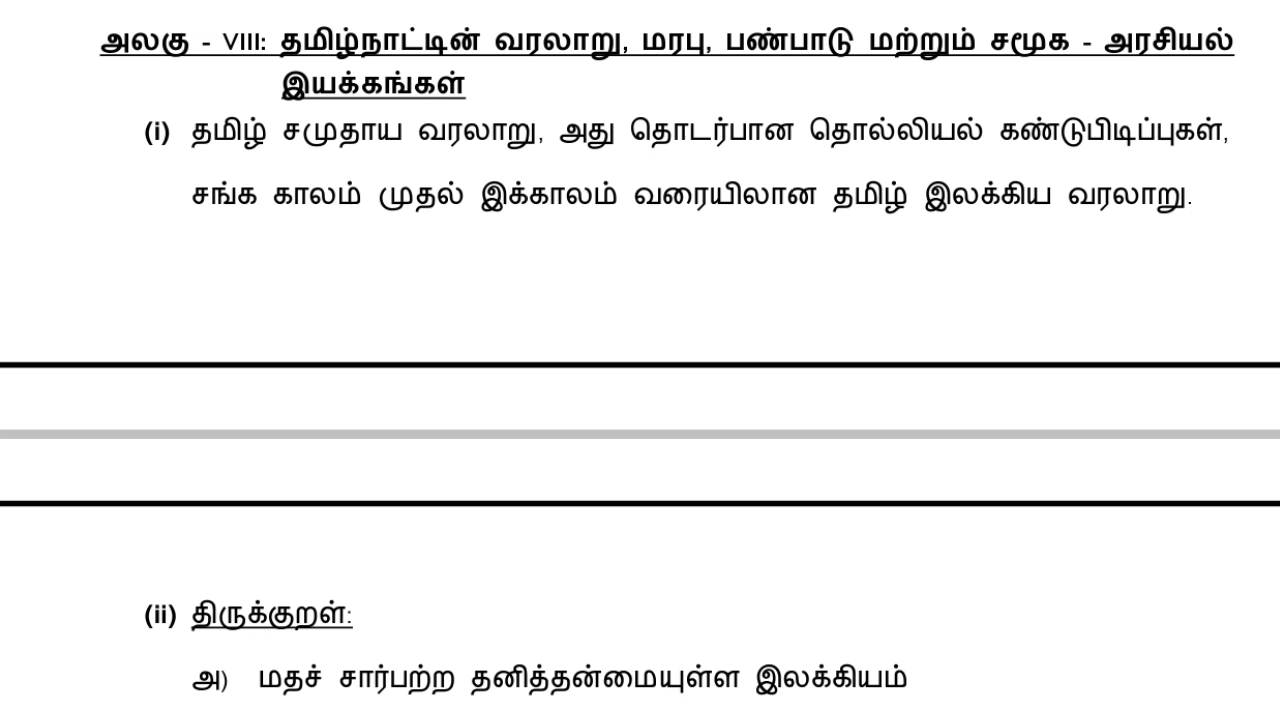 அலகு - VIII: தமிழ்நாட்டின் வரலாறு, மரபு, பண்பாடு மற்றும் சமூக - அரசியல்
இயக்கங்கள்
(i) தமிழ் சமுதாய வரலாறு, அது தொடர்பான தொல்லியல் கண்டுபிடிப்புகள்,
சங்க காலம் முதல் இக்காலம் வரையிலான தமிழ் இலக்கிய வரலாறு.
(ii) திருக்குறள்:
அ) மதச் சார்பற்ற தனித்தன்மையுள்ள இலக்கியம்